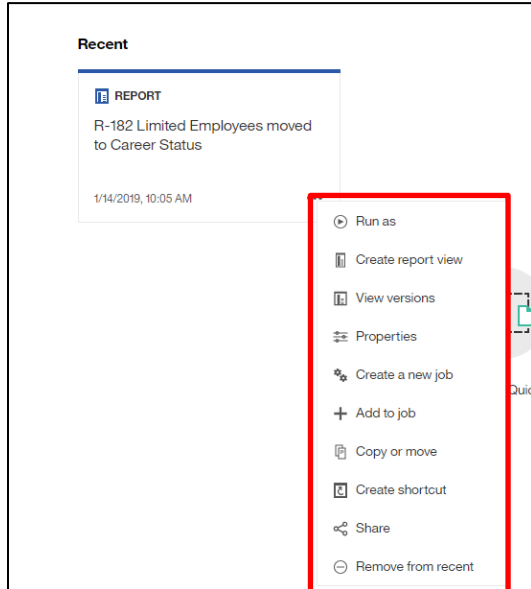 Recent
REPORT
R-182 Limited Employees moved
to Career Status
1/14/2019, 10:05 AM
Run as
Create report view
View versions
Properties
Create a new job
Add to job
Copy or move
Create shortcut
Share
Remove from recent